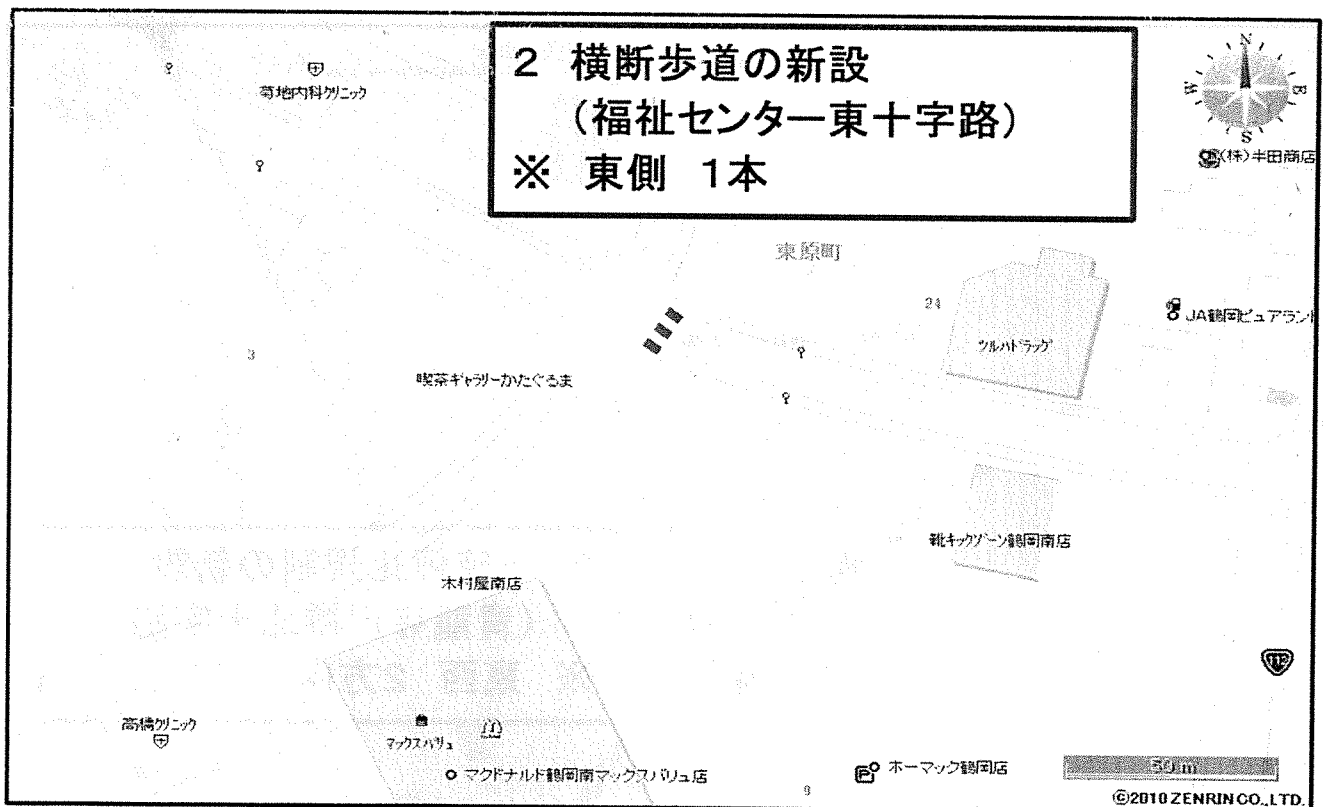 2 横断歩道の新設
(福祉センター東十字路)
※ 東側 1本
N
W
E
S
菊地内科クリニック
(株)半田商店
東原町
24
JA鶴岡ピュアランド
ツルハドラッグ
3
喫茶ギャラリーかたぐるま
靴キックゾーン鶴岡南店
木村屋南店
112
高橋クリニック
マックスバリュ
マクドナルド鶴岡南マックスバリュ店
P
ホーマック鶴岡店
9
50m
©2010 ZENRIN CO., LTD.